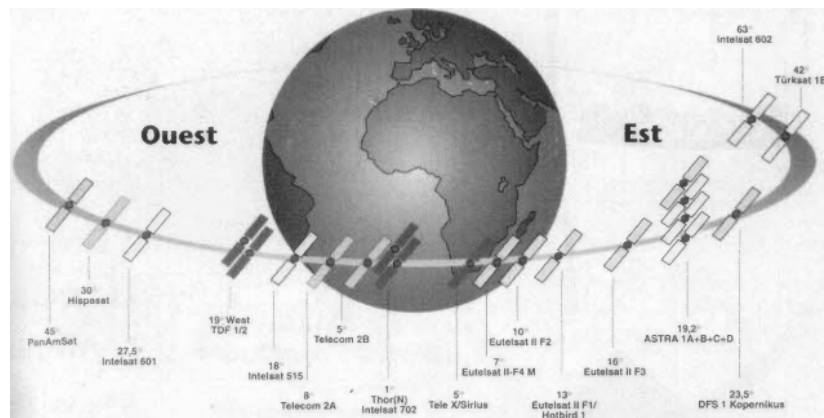 63°
Intelsat 602
42°
Türksat 1B
Ouest
Est
45°
PanAmSat
30°
Hispasat
27,5°
Intelsat 601
19° West
TDF 1/2
18°
Intelsat 515
8°
Telecom 2A
5°
Telecom 2B
1°
Thor(N)
Intelsat 702
5°
Tele X/Sirius
7°
Eutelsat II-F4 M
10°
Eutelsat II F2
13°
Eutelsat II F1/
Hotbird 1
16°
Eutelsat II F3
19,2°
ASTRA 1A+B+C+D
23,5°
DFS 1 Kopernikus